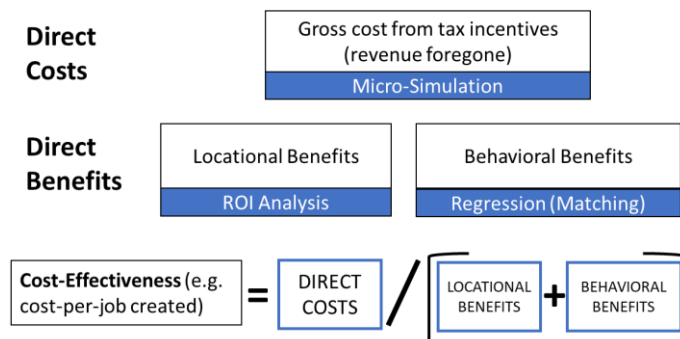 Direct
Costs
Gross cost from tax incentives
(revenue foregone)
Micro-Simulation
Direct
Benefits
Locational Benefits
ROI Analysis
Behavioral Benefits
Regression (Matching)
Cost-Effectiveness (e.g.
cost-per-job created)
=
DIRECT
COSTS
/
LOCATIONAL
BENEFITS
+
BEHAVIORAL
BENEFITS